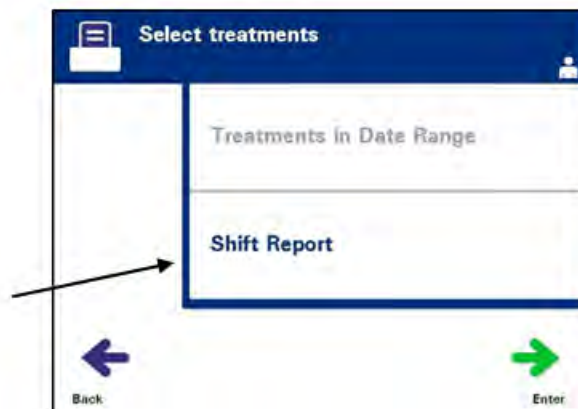 Select treatments
Treatments in Date Range
Shift Report
Back
Enter